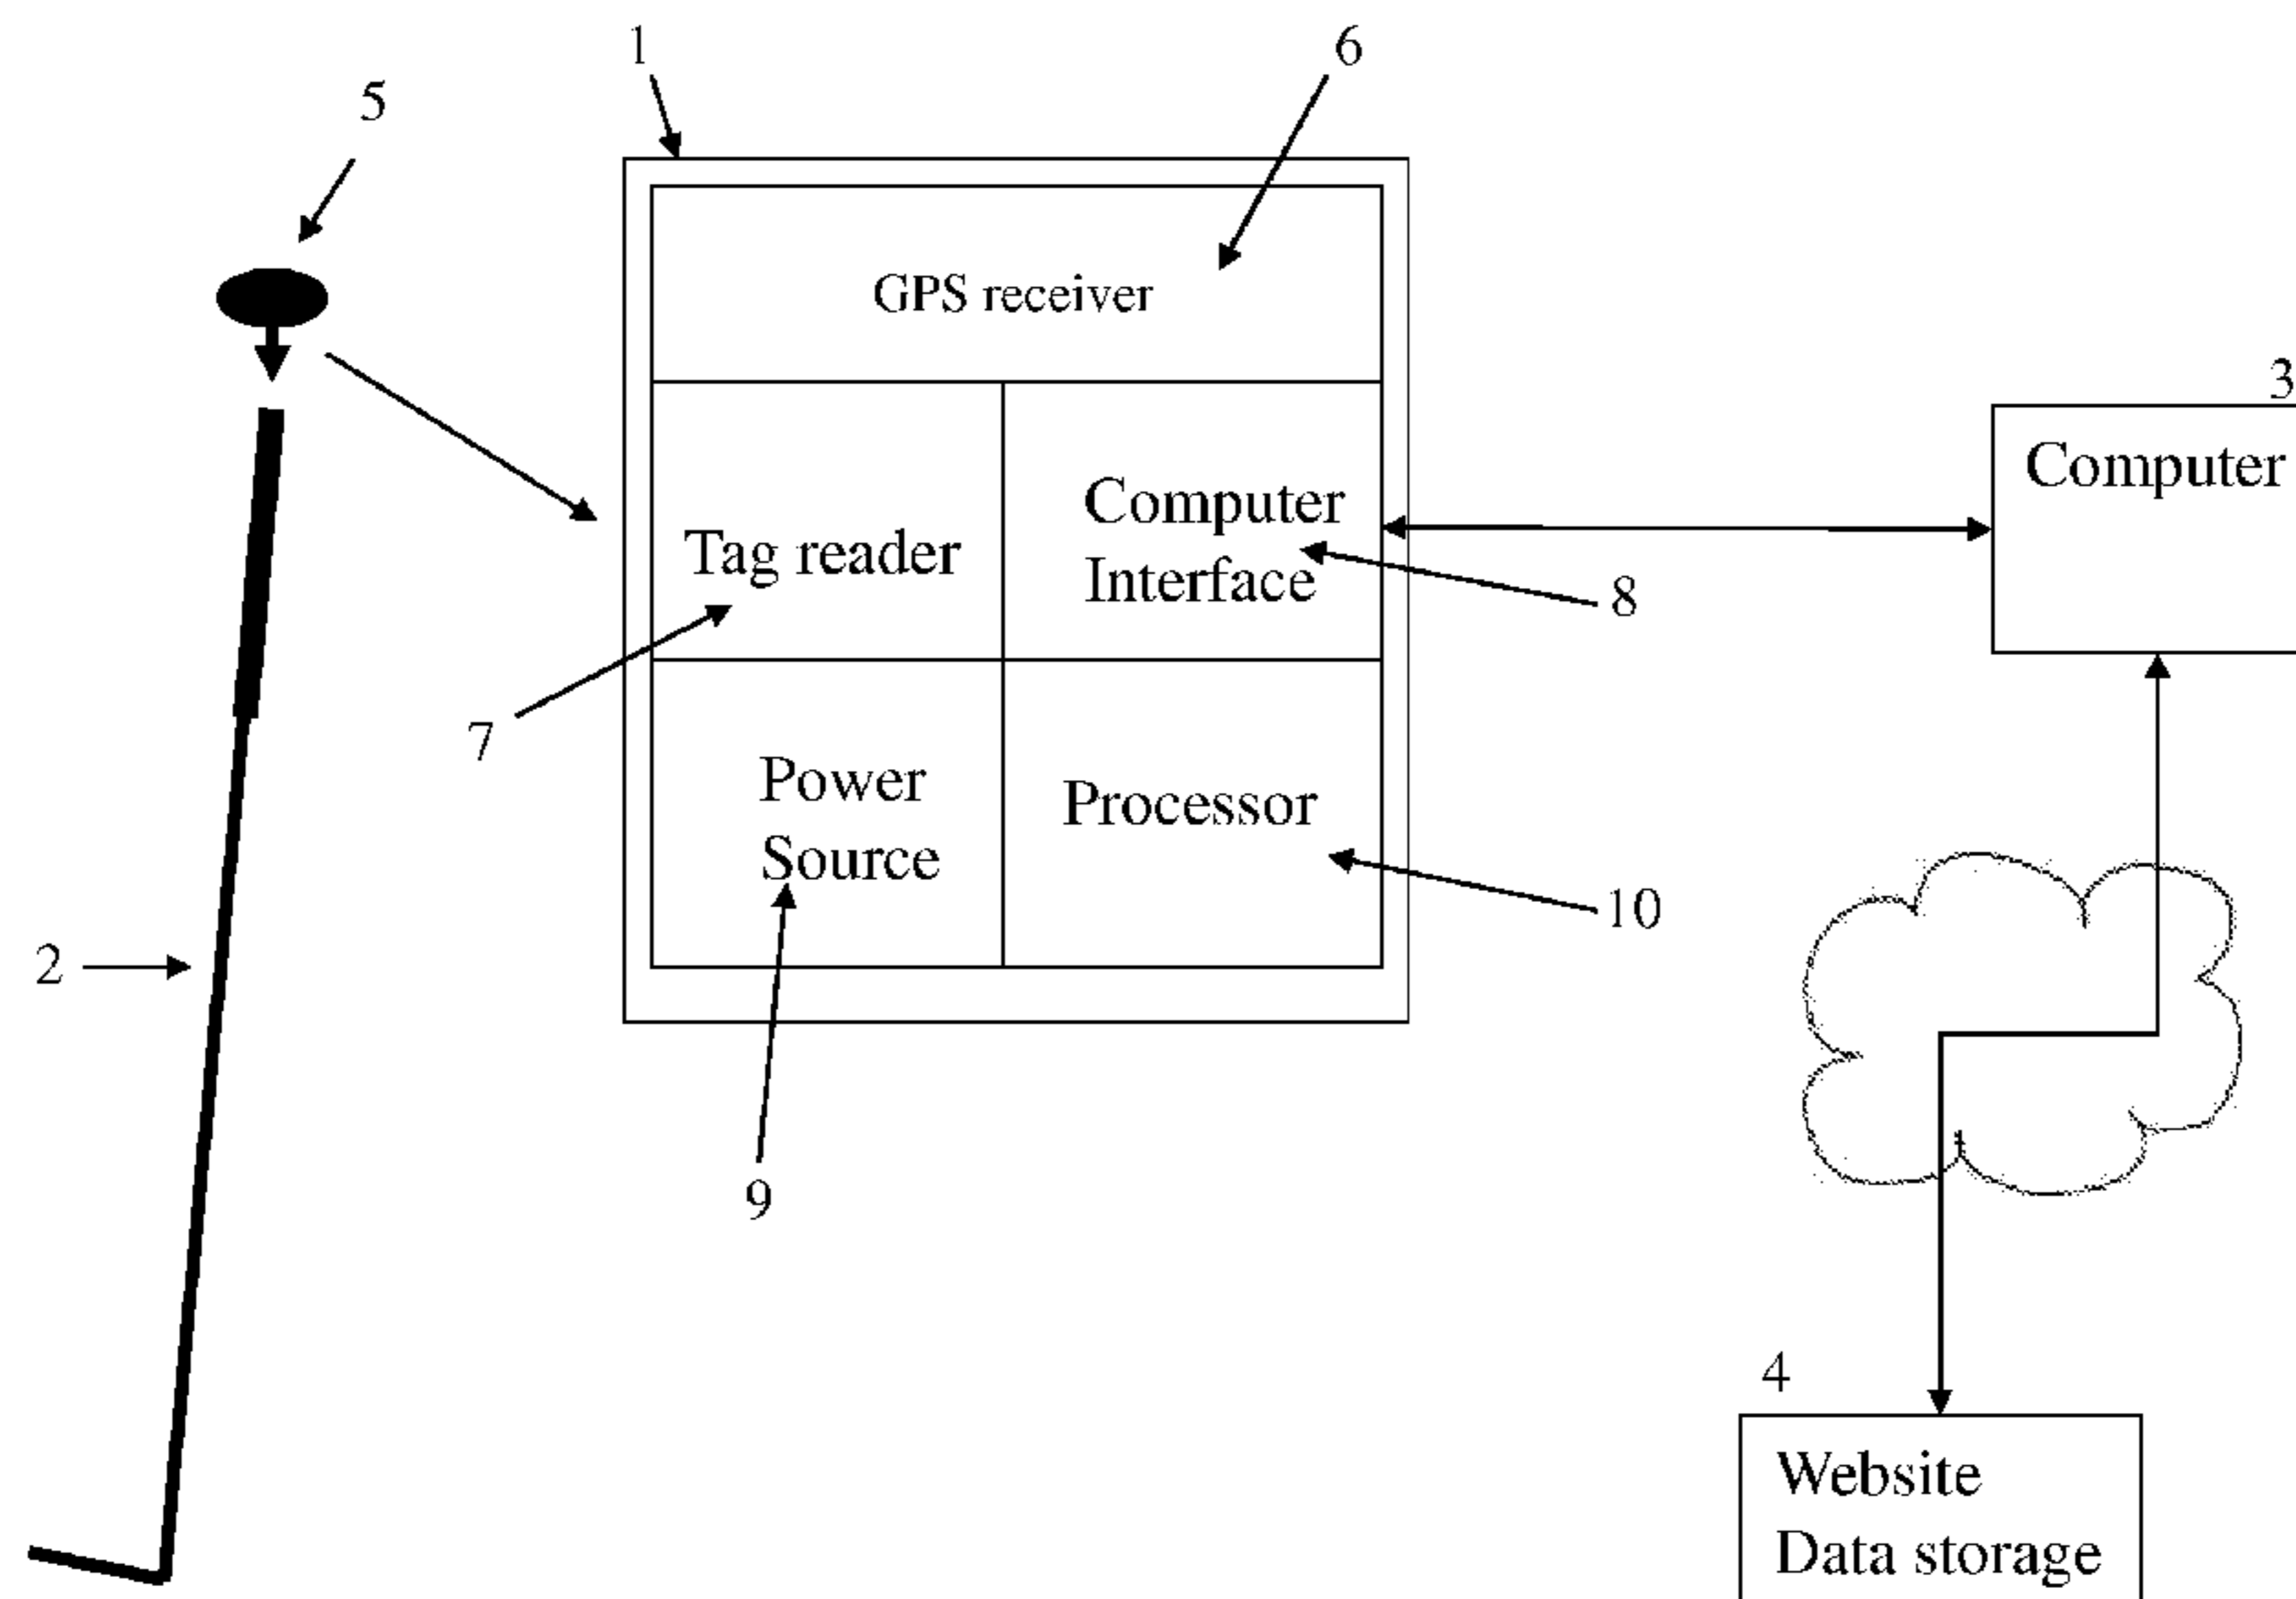 1
6
5
GPS receiver
3
Computer
Computer
Interface
Tag reader
8
7
Power
Source
Processor
10
2
9
4
Website
Data storage